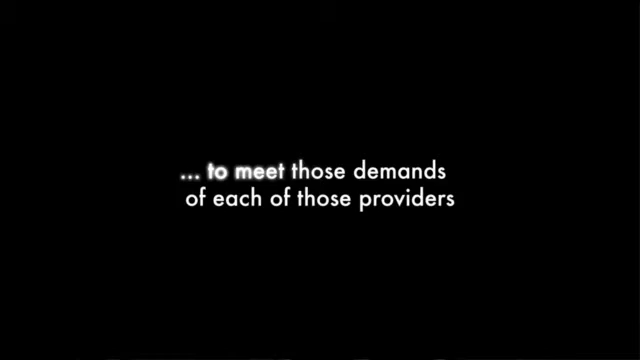 ... to meet those demands
of each of those providers